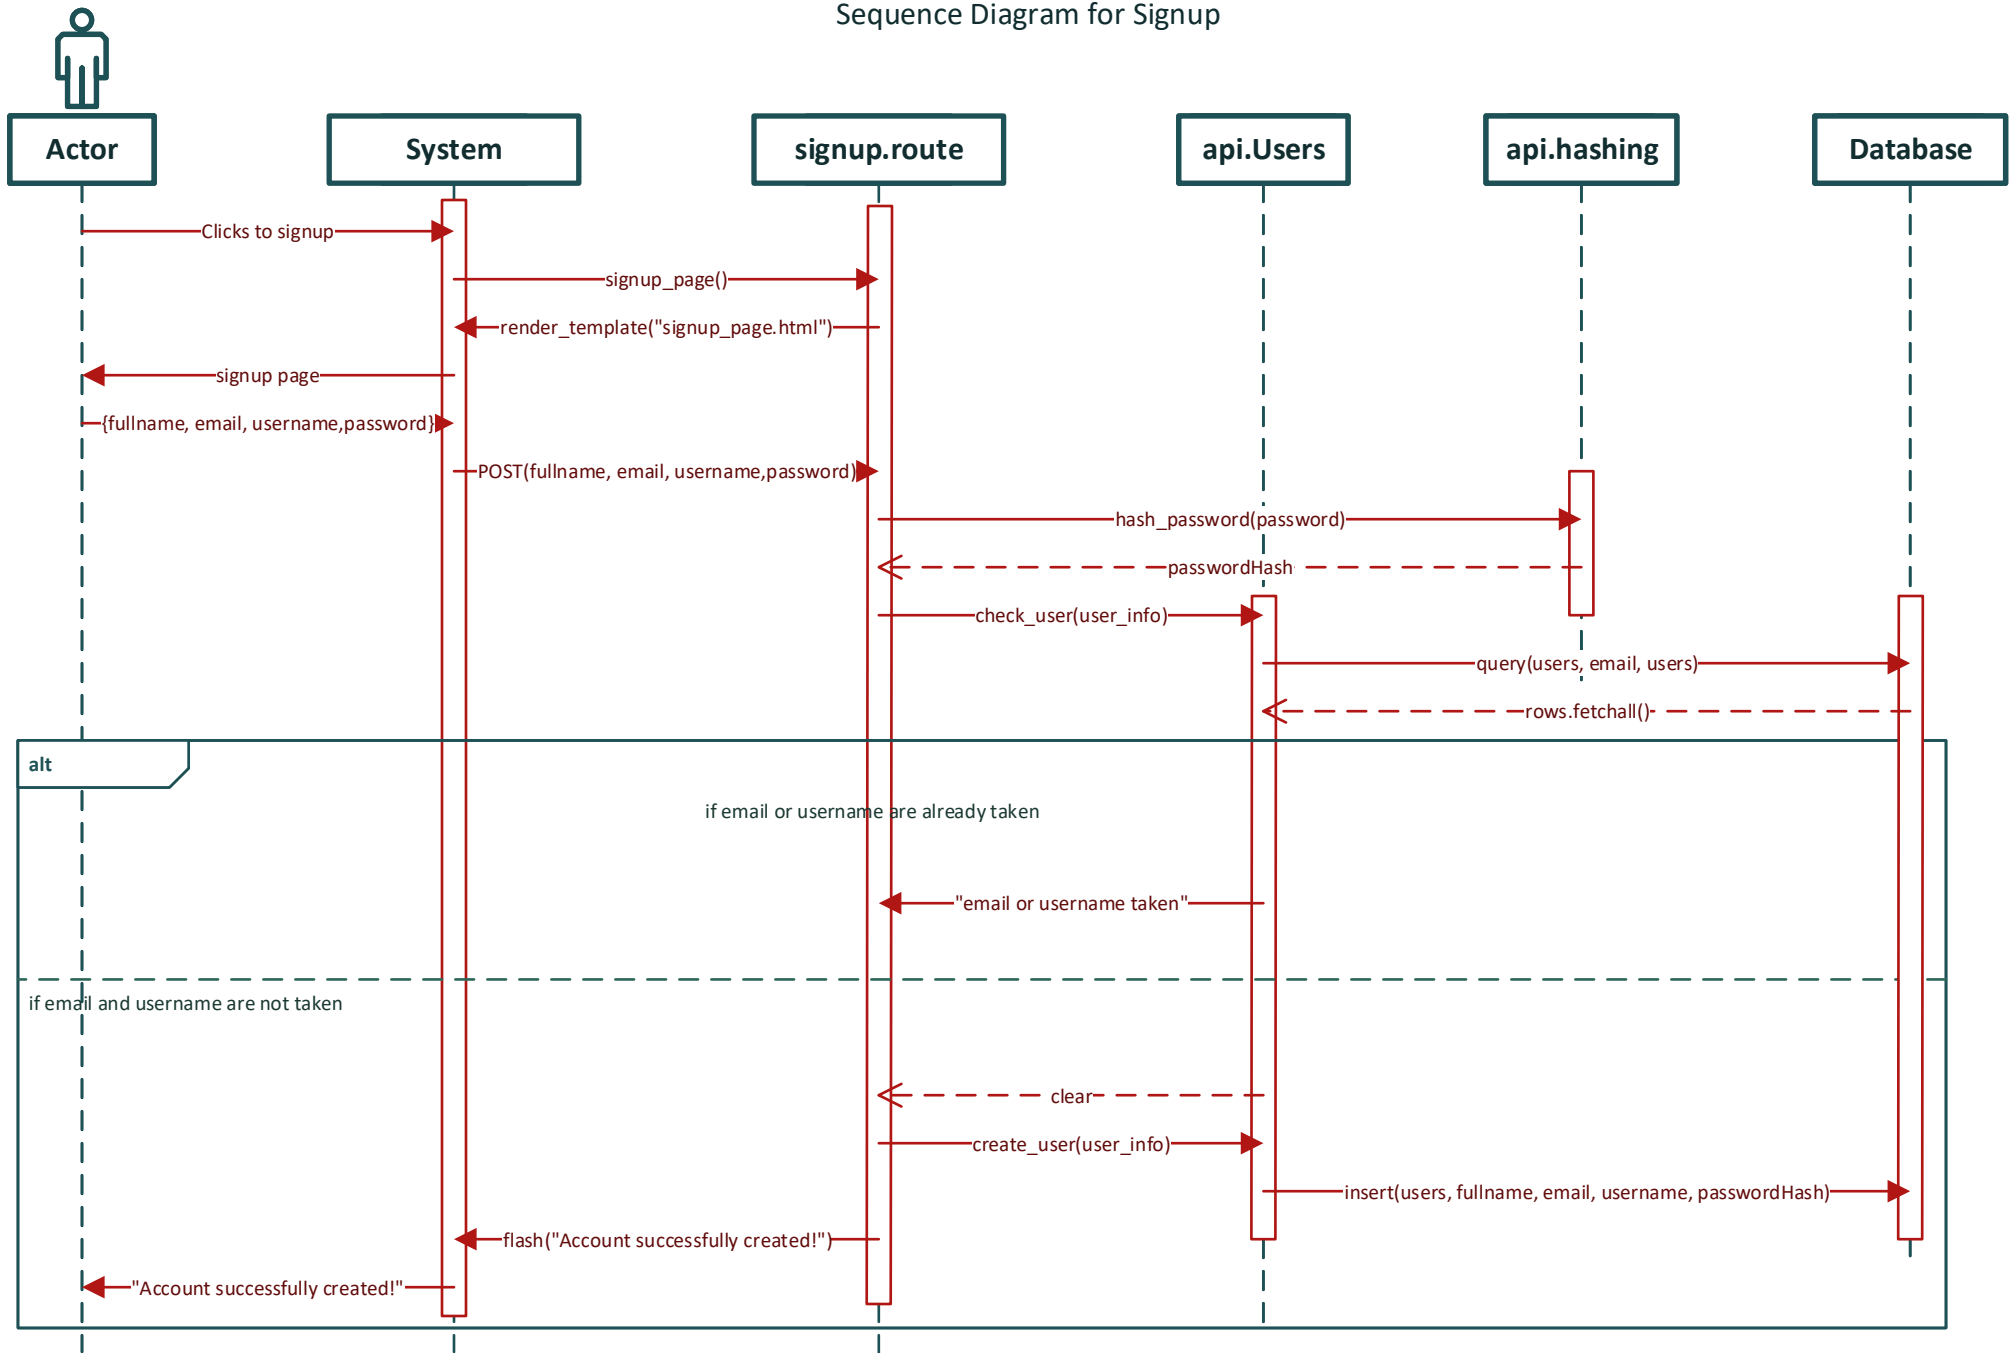 Sequence Diagram for Signup
Actor
System
signup.route
api.Users
api.hashing
Database
Clicks to signup
signup_page()
render_template("signup_page.html")
signup page
{fullname, email, username,password}
POST(fullname, email, username,password)
hash_password(password)
passwordHash
check_user(user_info)
query(users, email, users)
rows.fetchall()
alt
if email or username are already taken
"email or username taken"
if email and username are not taken
clear
create_user(user_info)
insert(users, fullname, email, username, passwordHash)
flash("Account successfully created!")
"Account successfully created!"